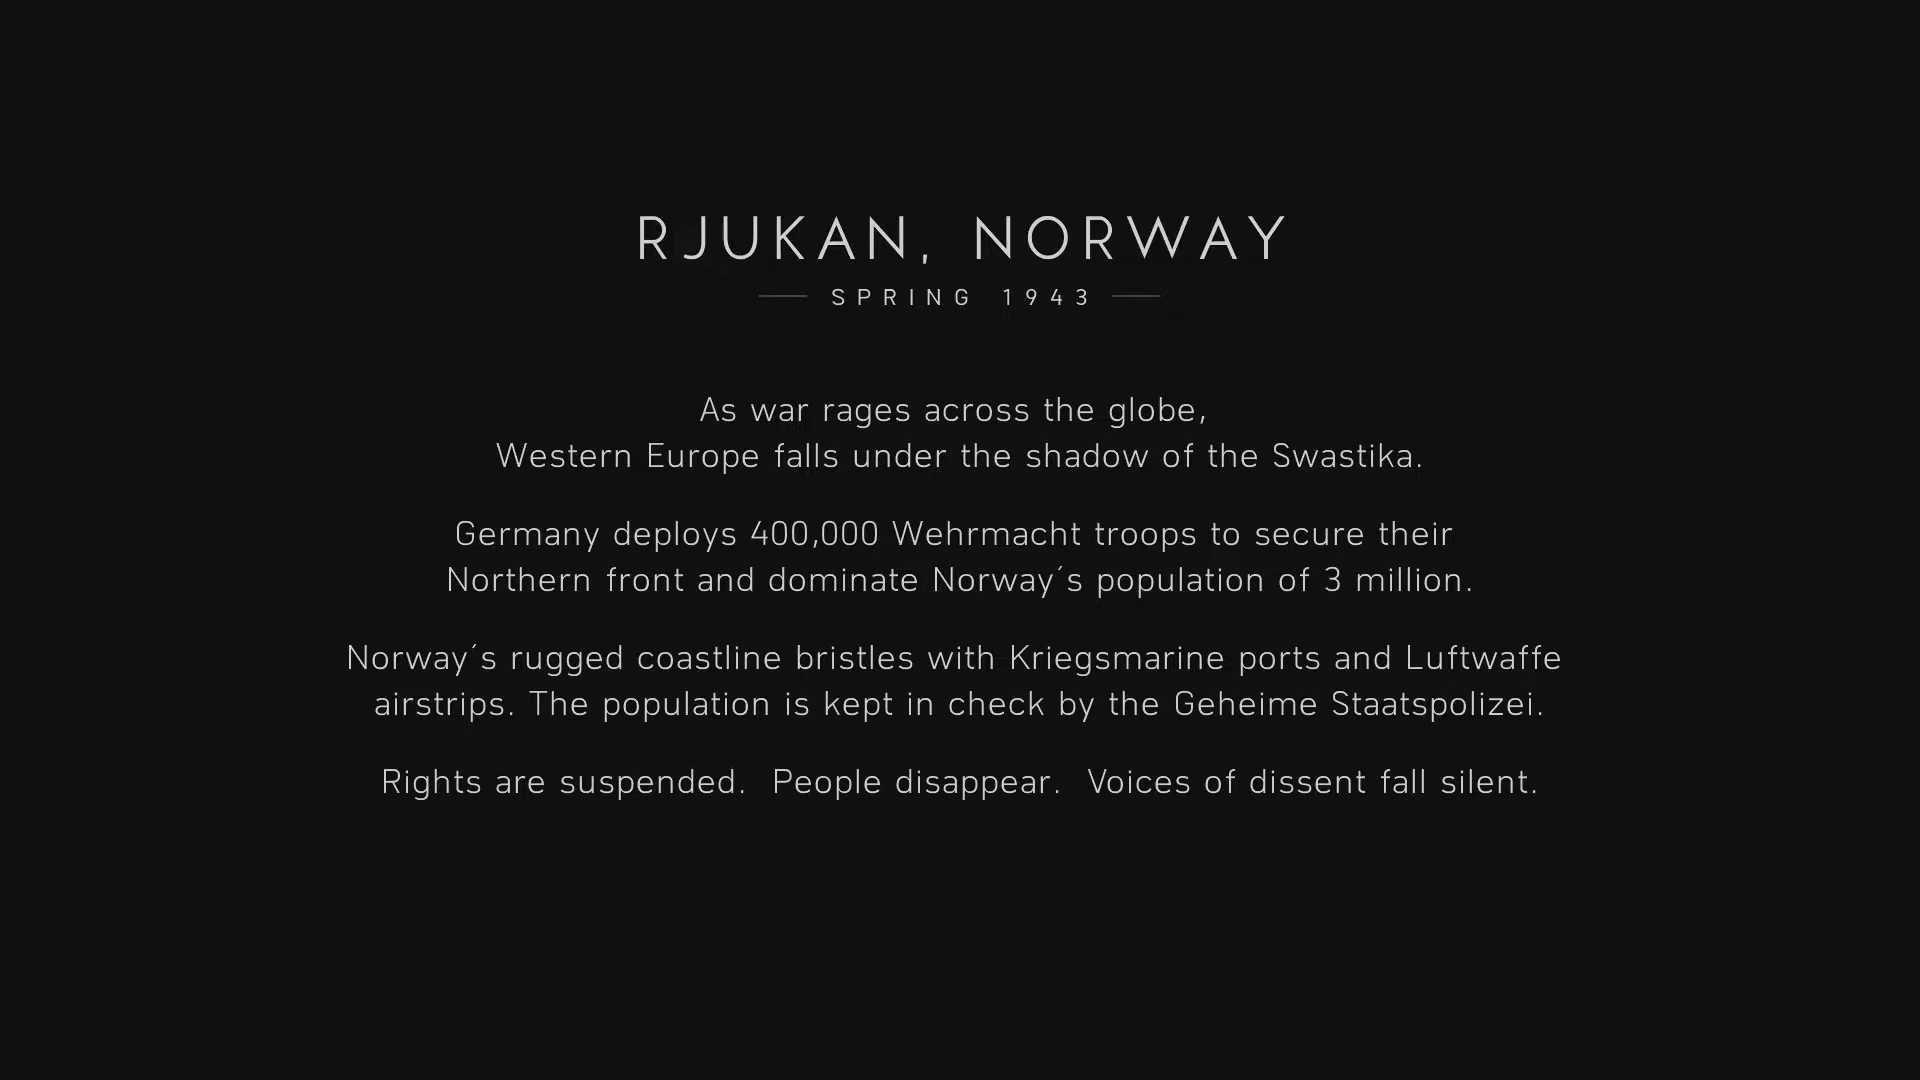 RJUKAN, NORWAY
SPRING 1943
As war rages across the globe,
Western Europe falls under the shadow of the Swastika.
Germany deploys 400,000 Wehrmacht troops to secure their
Northern front and dominate Norway´s population of 3 million.
Norway´s rugged coastline bristles with Kriegsmarine ports and Luftwaffe
airstrips. The population is kept in check by the Geheime Staatspolizei.
Rights are suspended.  People disappear.  Voices of dissent fall silent.